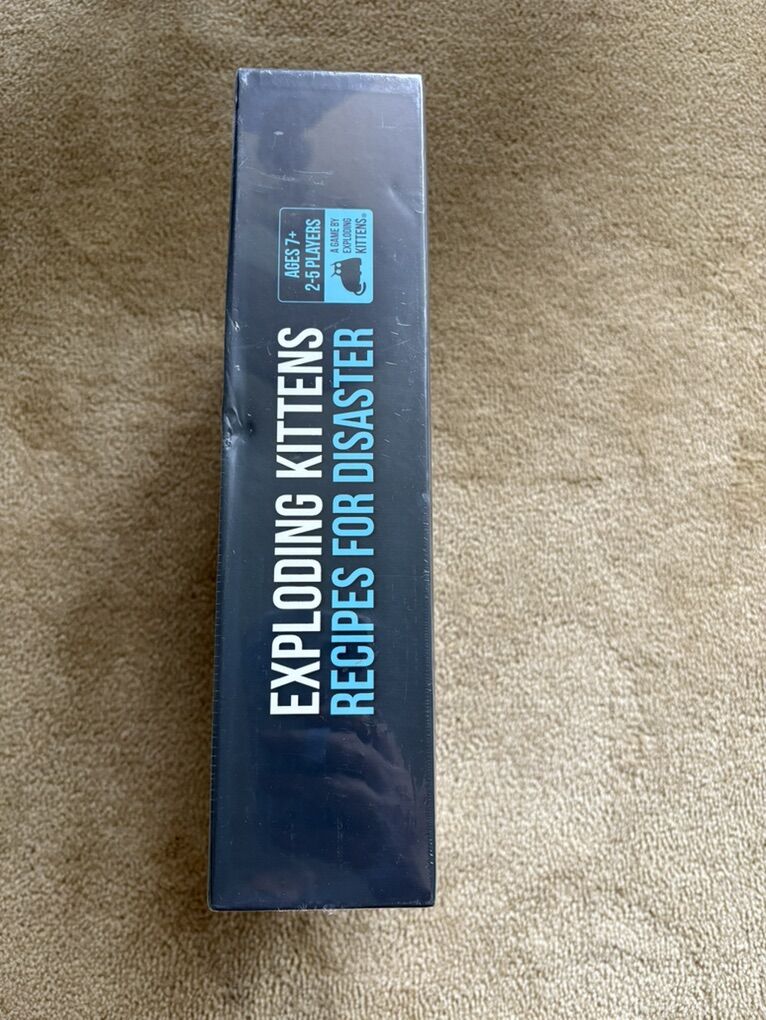 EXPLODING KITTENS
RECIPES FOR DISASTER
AGES 7+
2-5 PLAYERS
A GAME BY
EXPLODING
KITTENS®